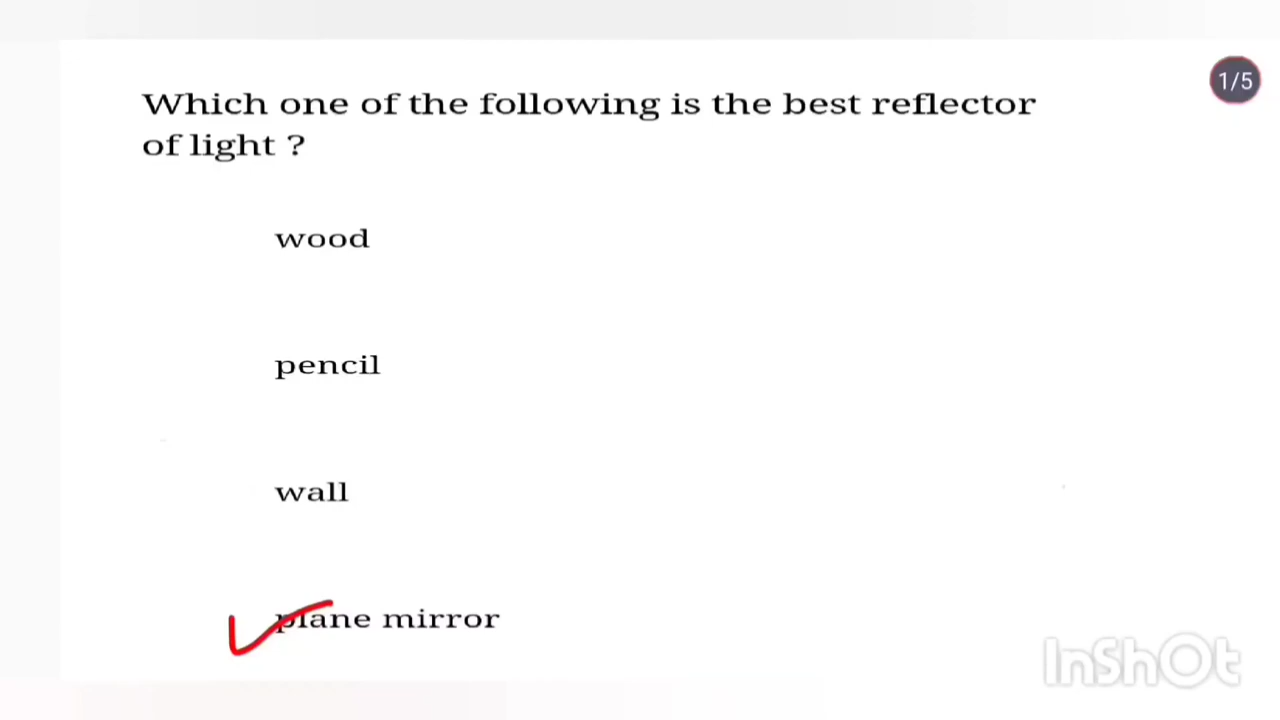 1/5
Which one of the following is the best reflector
of light ?
wood
pencil
wall
plane mirror
InShOt